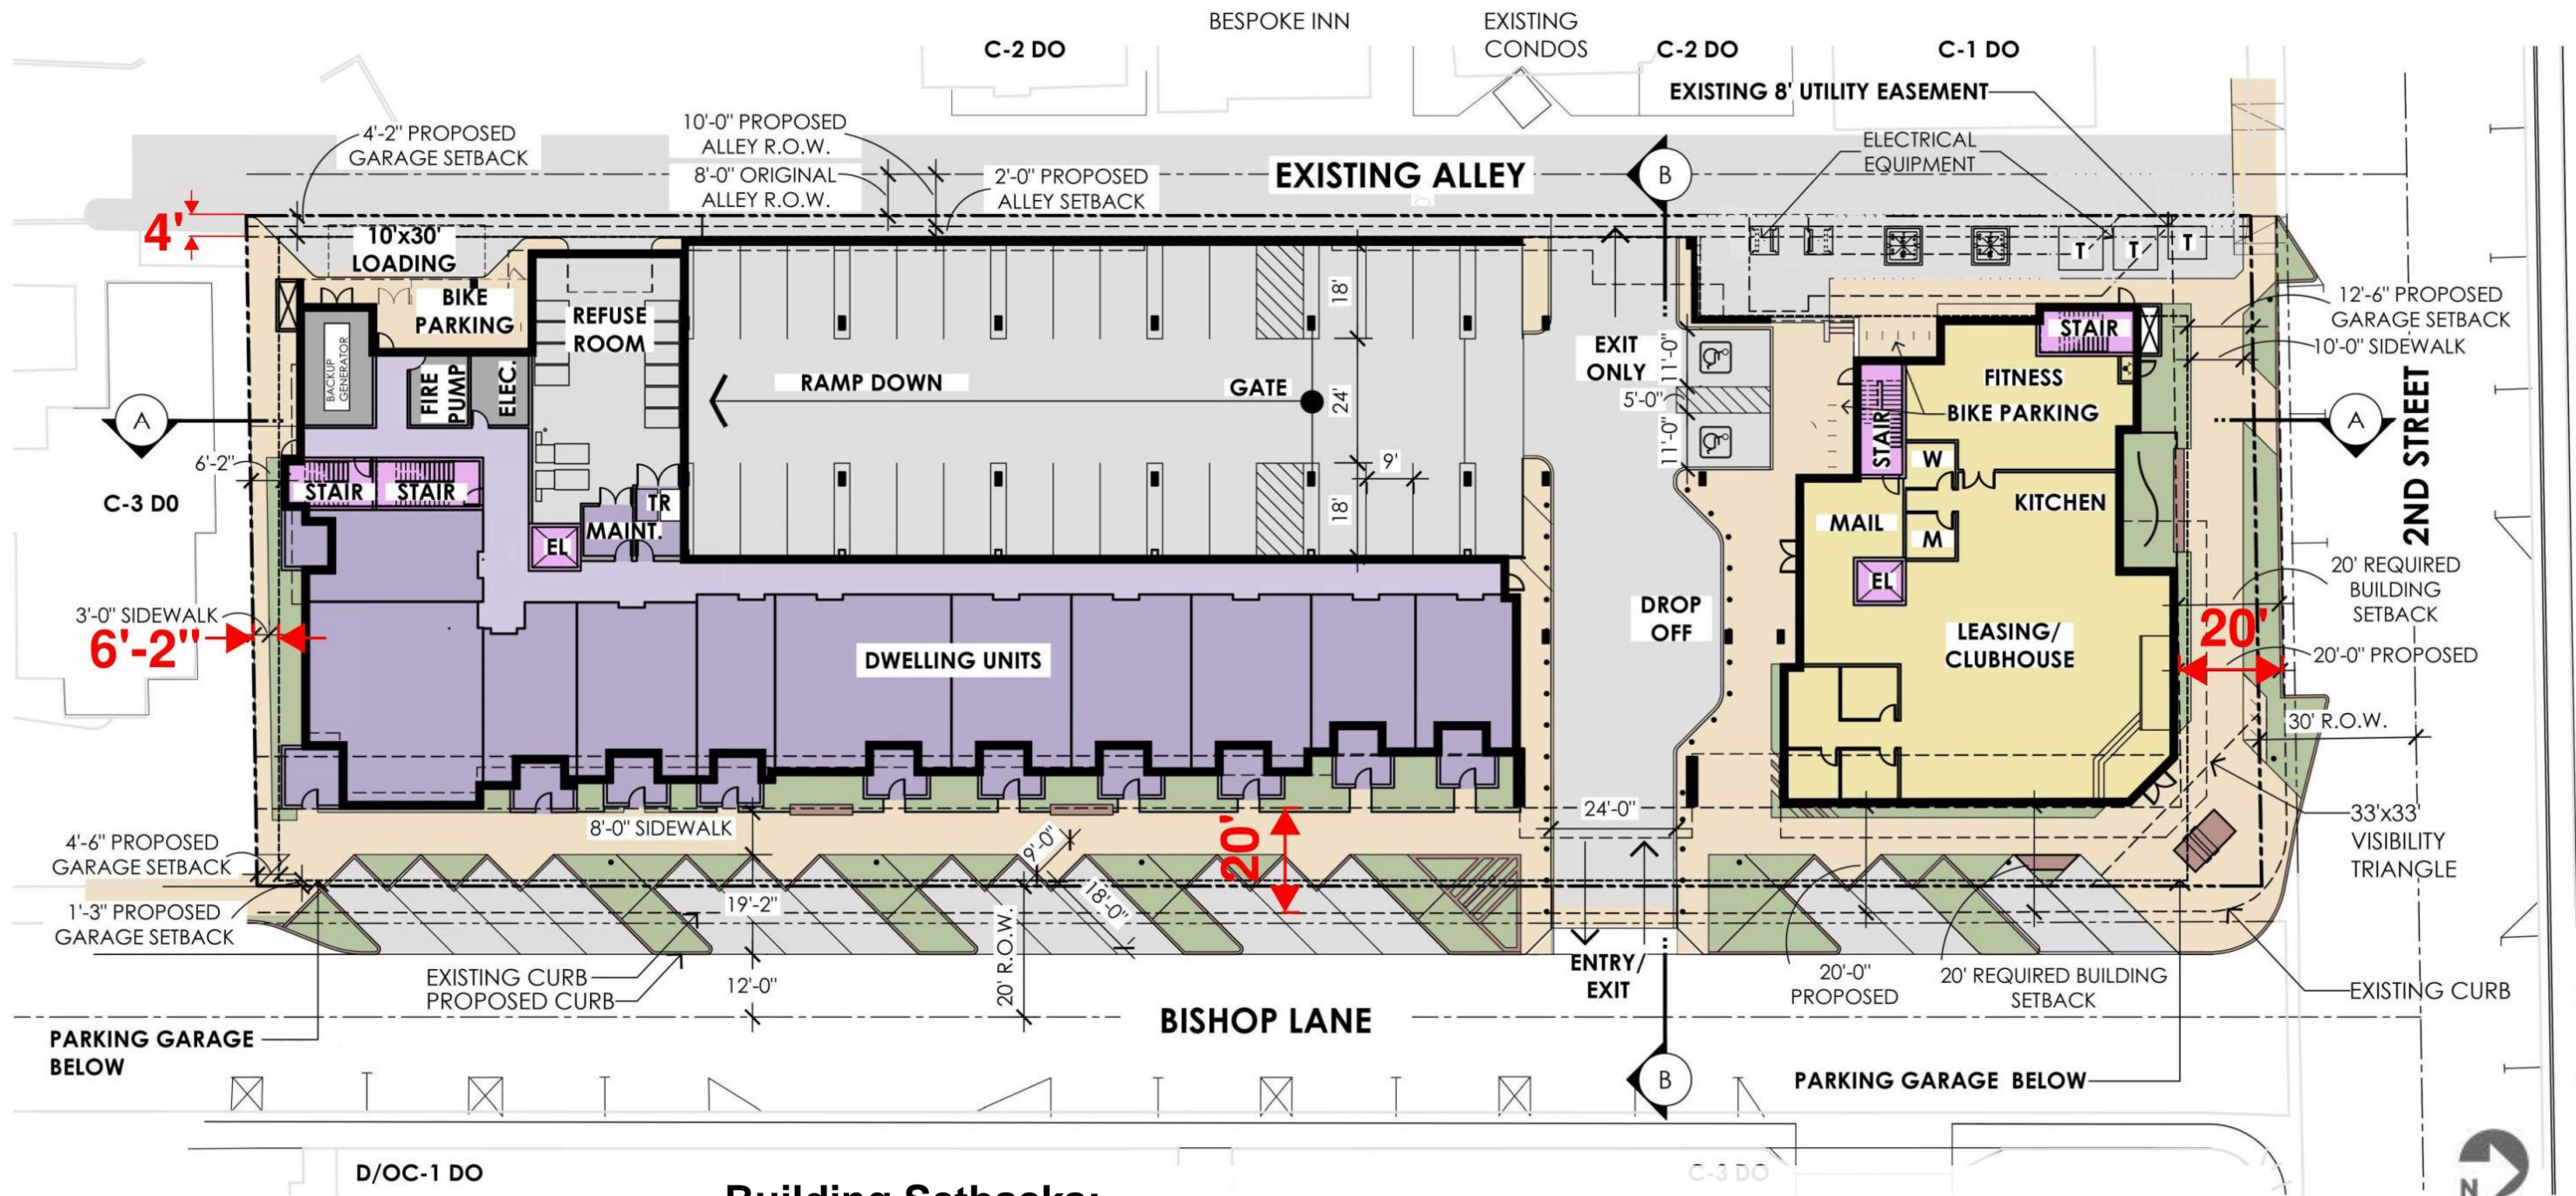 BESPOKE INN
EXISTING
CONDOS
C-2 DO
C-2 DO
C-1 DO
EXISTING 8' UTILITY EASEMENT
4'-2" PROPOSED
GARAGE SETBACK
10'-0" PROPOSED
ALLEY R.O.W.
8'-0" ORIGINAL
ALLEY R.O.W.
2'-0" PROPOSED
ALLEY SETBACK
EXISTING ALLEY
B
ELECTRICAL
EQUIPMENT
4'
10'x30'
LOADING
T
T
T
BIKE
PARKING
REFUSE
ROOM
BACKUP
GENERATOR
FIRE
PUMP
ELEC.
RAMP DOWN
GATE
18'
24'
18'
9'
EXIT
ONLY
11'-0"
5'-0"
11'-0"
STAIR
FITNESS
BIKE PARKING
STAIR
W
KITCHEN
MAIL
M
EL
12'-6" PROPOSED
GARAGE SETBACK
10'-0" SIDEWALK
A
A
2ND STREET
6'-2"
C-3 D0
STAIR
STAIR
TR
MAINT.
EL
20' REQUIRED
BUILDING
SETBACK
3'-0" SIDEWALK
6'-2"
DWELLING UNITS
DROP
OFF
LEASING/
CLUBHOUSE
20'
20'-0" PROPOSED
30' R.O.W.
4'-6" PROPOSED
GARAGE SETBACK
8'-0" SIDEWALK
9'-0"
20'
24'-0"
33'x33'
VISIBILITY
TRIANGLE
1'-3" PROPOSED
GARAGE SETBACK
19'-2"
18'-0"
EXISTING CURB
PROPOSED CURB
12'-0"
20' R.O.W.
ENTRY/
EXIT
20'-0"
PROPOSED
20' REQUIRED BUILDING
SETBACK
EXISTING CURB
BISHOP LANE
PARKING GARAGE
BELOW
B
PARKING GARAGE BELOW
D/OC-1 DO
C-3 DO
N
Building Setbacks: